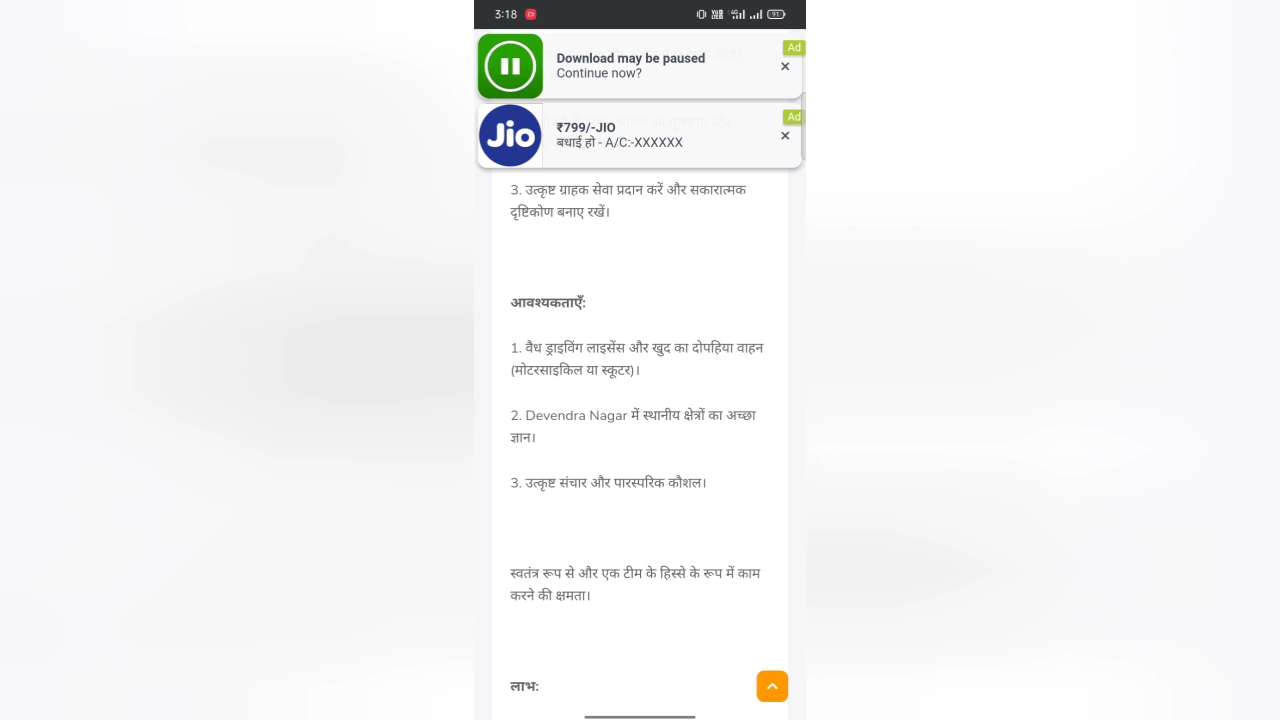 3:18
4G
91
Download may be paused
Continue now?
Ad
Jio
₹799/-JIO
बधाई हो - A/C:-XXXXXX
Ad
3. उत्कृष्ट ग्राहक सेवा प्रदान करें और सकारात्मक
दृष्टिकोण बनाए रखें।
आवश्यकताएँ:
1. वैध ड्राइविंग लाइसेंस और खुद का दोपहिया वाहन
(मोटरसाइकिल या स्कूटर)।
2. Devendra Nagar में स्थानीय क्षेत्रों का अच्छा
ज्ञान।
3. उत्कृष्ट संचार और पारस्परिक कौशल।
स्वतंत्र रूप से और एक टीम के हिस्से के रूप में काम
करने की क्षमता।
लाभ: